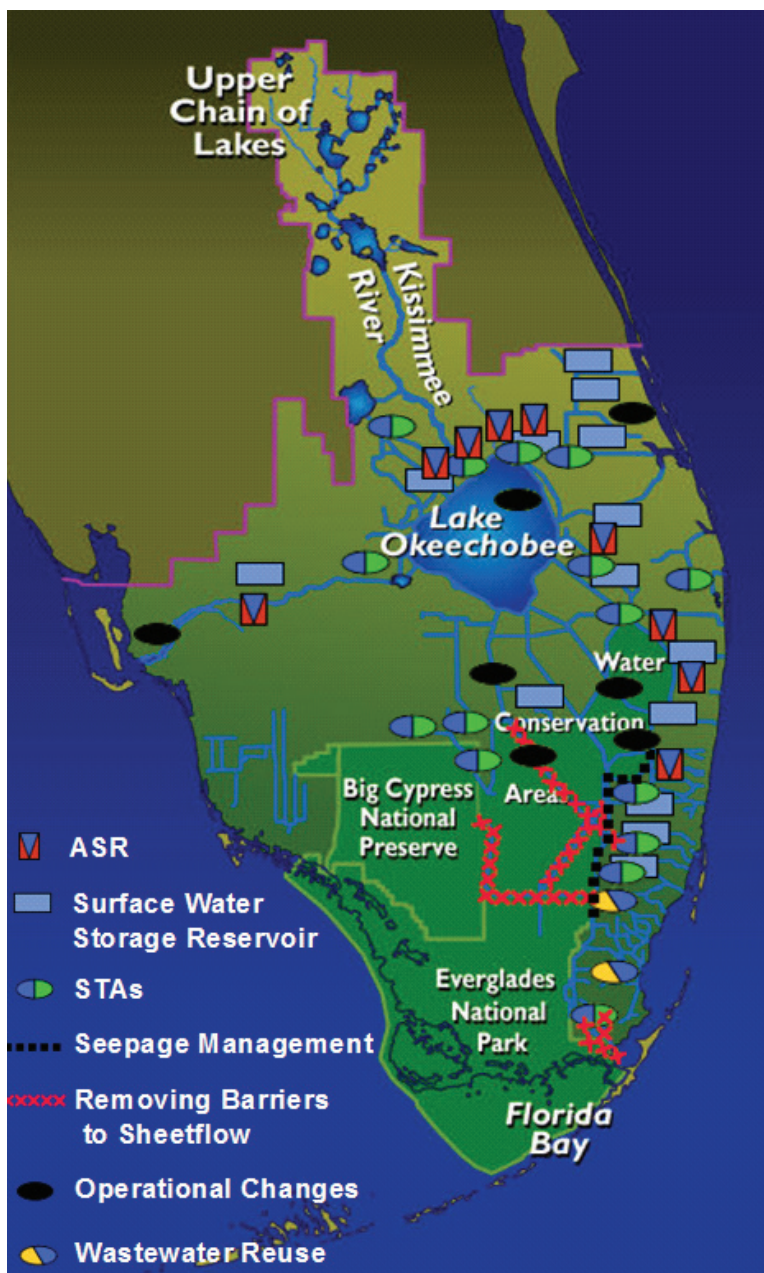 Upper
Chain of
Lakes
Kissimmee
River
Lake
Okeechobee
Water
Conservation
Areas
Big Cypress
National
Preserve
Everglades
National
Park
Florida
Bay
ASR
Surface Water
Storage Reservoir
STAs
Seepage Management
Removing Barriers
to Sheetflow
Operational Changes
Wastewater Reuse